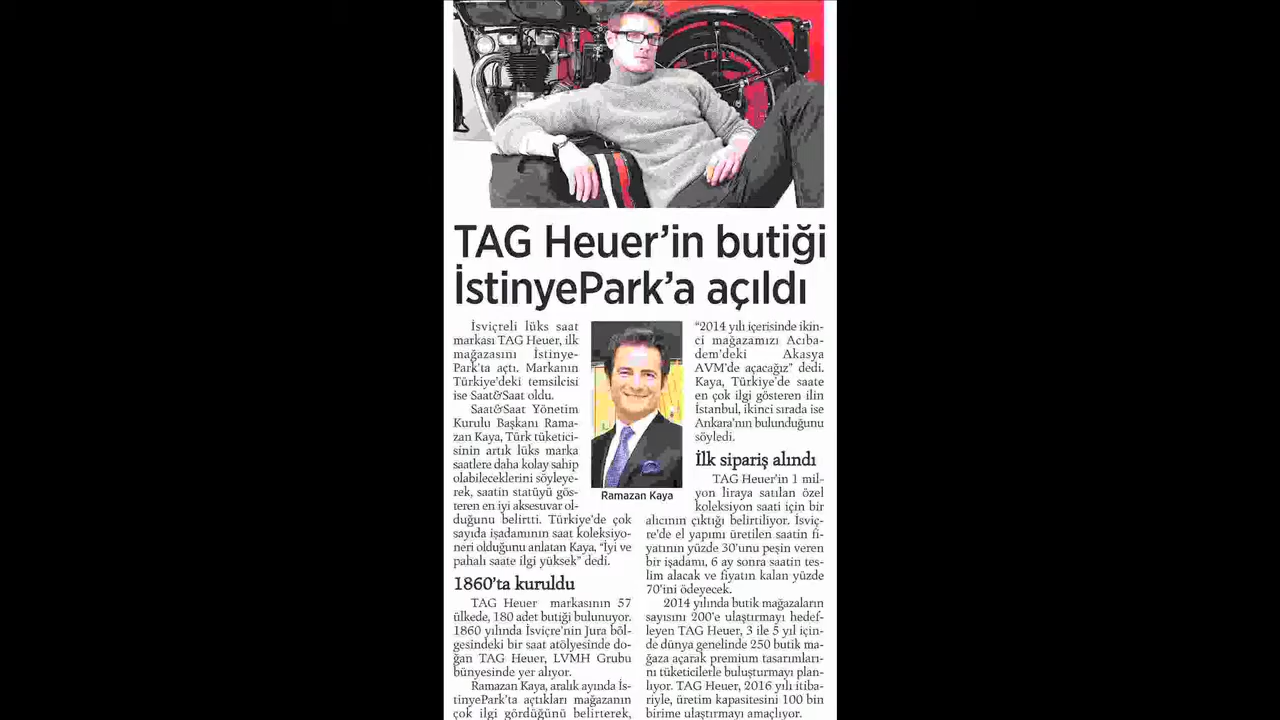 TAG Heuer'in butiği
İstinyePark'a açıldı
İsviçreli lüks saat
markası TAG Heuer, ilk
mağazasını İstinye-
Park'ta açtı. Markanın
Türkiye'deki temsilcisi
ise Saat&Saat oldu.
Saat&Saat Yönetim
Kurulu Başkanı Rama-
zan Kaya, Türk tüketici-
sinin artık lüks marka
saatlere daha kolay sahip
olabileceklerini söyleye-
rek, saatin statüyü gös-
teren en iyi aksesuvar ol-
duğunu belirtti. Türkiye'de çok
sayıda işadamının saat koleksiyo-
neri olduğunu anlatan Kaya, “İyi ve
pahalı saate ilgi yüksek” dedi.
1860'ta kuruldu
TAG Heuer markasının 57
ülkede, 180 adet butiği bulunuyor.
1860 yılında İsviçre'nin Jura böl-
gesindeki bir saat atölyesinde do-
ğan TAG Heuer, LVMH Grubu
bünyesinde yer alıyor.
Ramazan Kaya, aralık ayında İs-
tinyePark'ta açtıkları mağazanın
çok ilgi gördüğünü belirterek,
Ramazan Kaya
“2014 yılı içerisinde ikin-
ci mağazamızı Acıba-
dem'deki Akasya
AVM'de açacağız” dedi.
Kaya, Türkiye'de saate
en çok ilgi gösteren ilin
İstanbul, ikinci sırada ise
Ankara'nın bulunduğunu
söyledi.
İlk sipariş alındı
TAG Heuer'in 1 mil-
yon liraya satılan özel
koleksiyon saati için bir
alıcının çıktığı belirtiliyor. İsviç-
re'de el yapımı üretilen saatin fi-
yatının yüzde 30'unu peşin veren
bir işadamı, 6 ay sonra saatin tes-
lim alacak ve fiyatın kalan yüzde
70'ini ödeyecek.
2014 yılında butik mağazaların
sayısını 200'e ulaştırmayı hedef-
leyen TAG Heuer, 3 ile 5 yıl için-
de dünya genelinde 250 butik ma-
ğaza açarak premium tasarımları-
nı tüketicilerle buluşturmayı plan-
lıyor. TAG Heuer, 2016 yılı itiba-
riyle, üretim kapasitesini 100 bin
birime ulaştırmayı amaçlıyor.